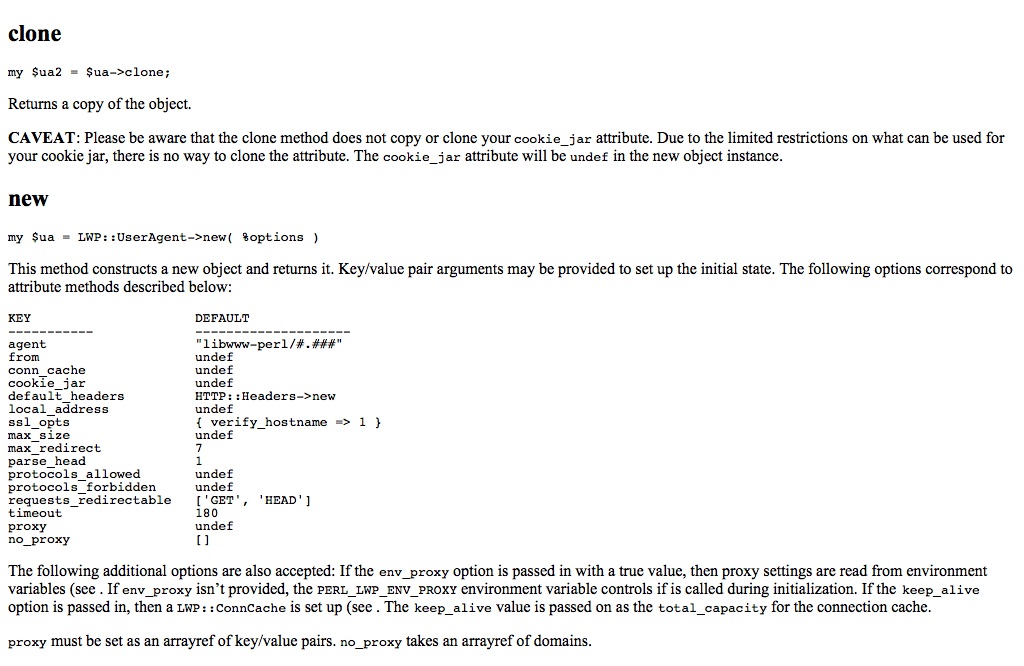 clone
my $ua2 = $ua->clone;
Returns a copy of the object.
CAVEAT: Please be aware that the clone method does not copy or clone your cookie_jar attribute. Due to the limited restrictions on what can be used for
your cookie jar, there is no way to clone the attribute. The cookie_jar attribute will be undef in the new object instance.
new
my $ua = LWP::UserAgent->new( %options )
This method constructs a new object and returns it. Key/value pair arguments may be provided to set up the initial state. The following options correspond to
attribute methods described below:
KEY                     DEFAULT
-----------             --------------------
agent                   "libwww-perl/#.###"
from                    undef
conn_cache              undef
cookie_jar              undef
default_headers         HTTP::Headers->new
local_address           undef
ssl_opts                { verify_hostname => 1 }
max_size                undef
max_redirect            7
parse_head              1
protocols_allowed       undef
protocols_forbidden     undef
requests_redirectable   ['GET', 'HEAD']
timeout                 180
proxy                   undef
no_proxy                []
The following additional options are also accepted: If the env_proxy option is passed in with a true value, then proxy settings are read from environment
variables (see . If env_proxy isn’t provided, the PERL_LWP_ENV_PROXY environment variable controls if is called during initialization. If the keep_alive
option is passed in, then a LWP::ConnCache is set up (see . The keep_alive value is passed on as the total_capacity for the connection cache.
proxy must be set as an arrayref of key/value pairs. no_proxy takes an arrayref of domains.